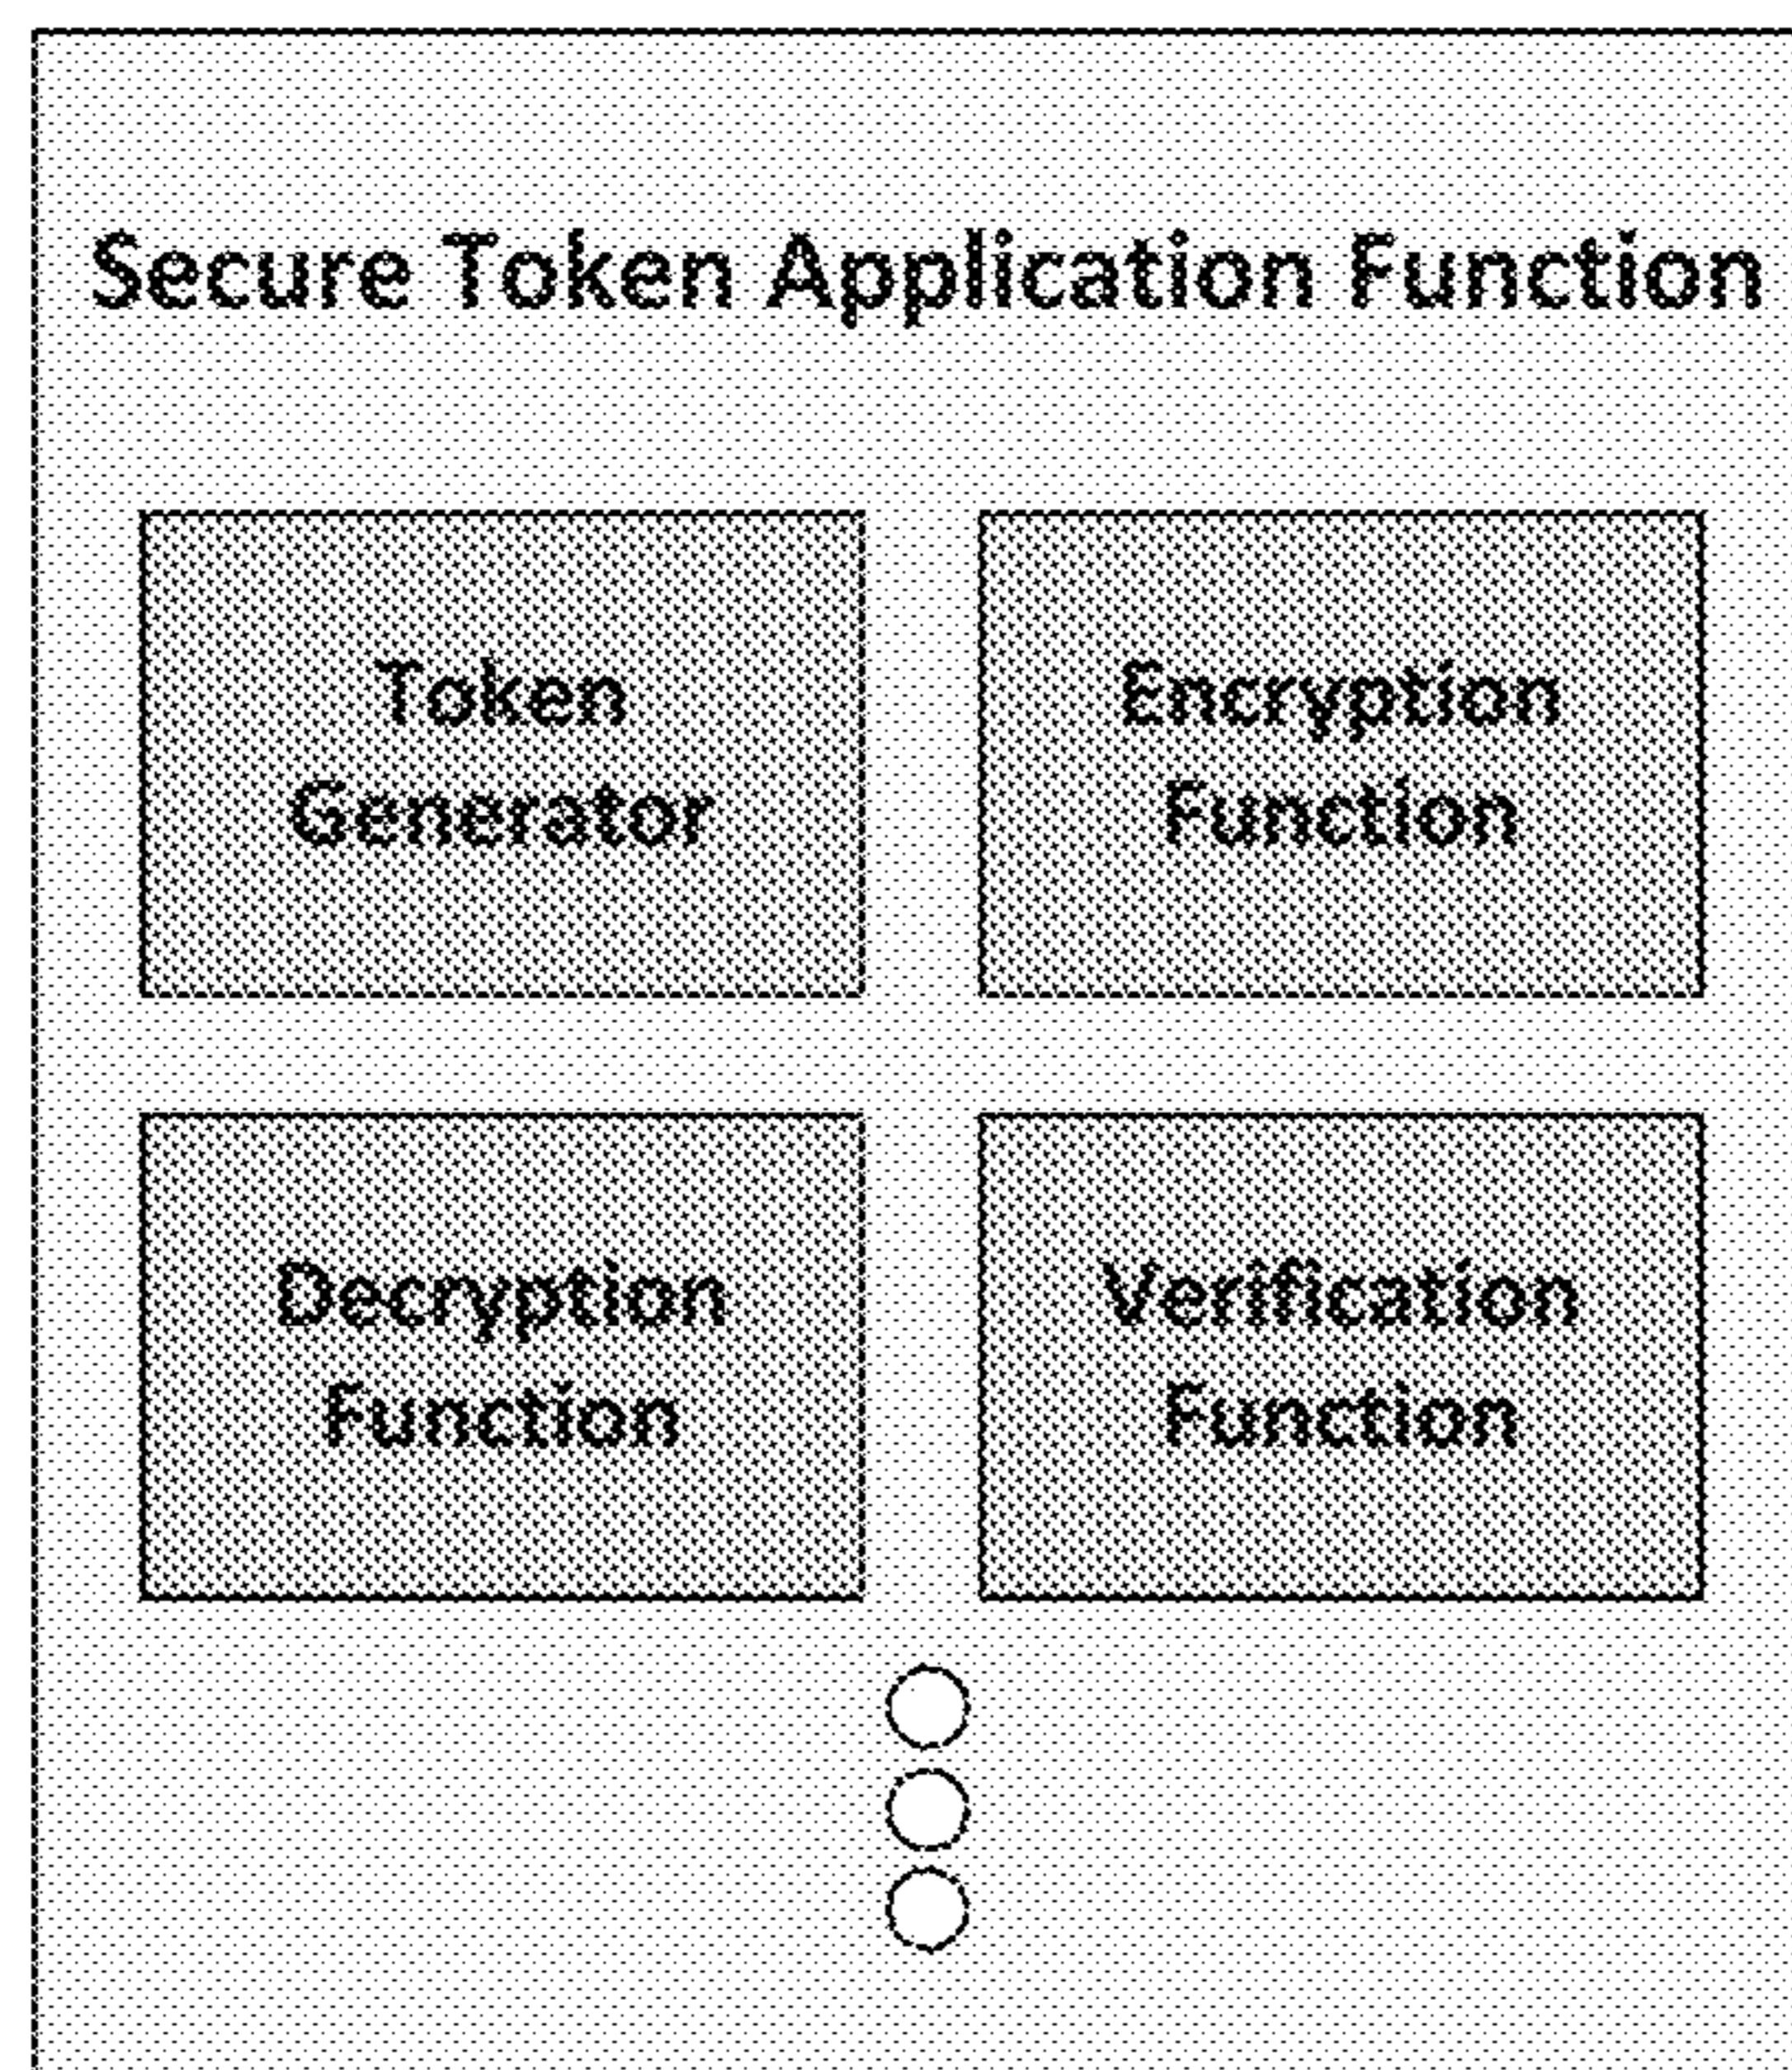 Secure Token Application Function
Token
Generator
Encryption
Function
Decryption
Function
Verification
Function